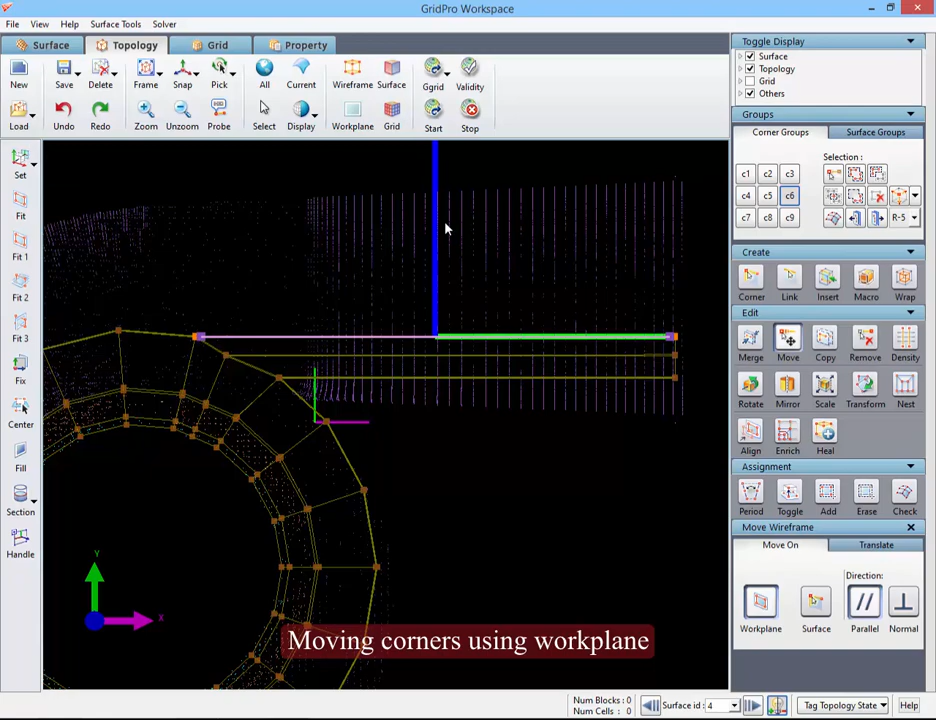 GridPro Workspace
File View Help Surface Tools Solver
Surface Topology Grid Property
New Save Delete Frame Snap Pick All Current Wireframe Surface Ggrid Validity
Load Undo Redo Zoom Unzoom Probe Select Display Workplane Grid Start Stop
Set
Fit
Fit 1
Fit 2
Fit 3
Fix
Center
Fill
Section
Handle
Y
X
Moving corners using workplane
Toggle Display
Surface
Topology
Grid
Others
Groups
Corner Groups Surface Groups
Selection :
c1 c2 c3
c4 c5 c6
c7 c8 c9 R-5
Create
Corner Link Insert Macro Wrap
Edit
Merge Move Copy Remove Density
Rotate Mirror Scale Transform Nest
Align Enrich Heal
Assignment
Period Toggle Add Erase Check
Move Wireframe
Move On Translate
Direction:
Workplane Surface Parallel Normal
Num Blocks: 0
Num Cells: 0
Surface id: 4 Tag Topology State Help